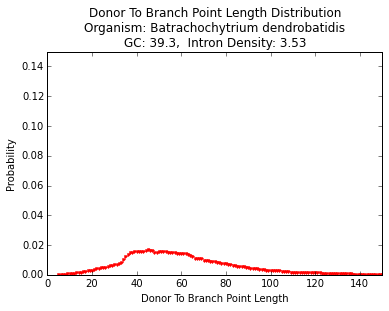 Donor To Branch Point Length Distribution
Organism: Batrachochytrium dendrobatidis
GC: 39.3,  Intron Density: 3.53
0.14
0.12
0.10
0.08
0.06
0.04
0.02
0.00
Probability
0 20 40 60 80 100 120 140
Donor To Branch Point Length